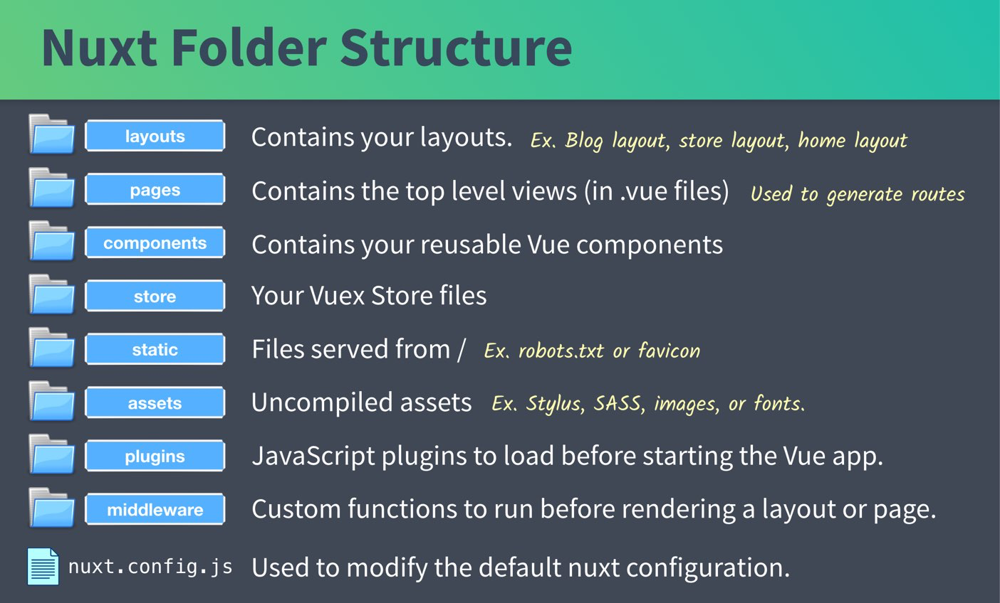 Nuxt Folder Structure
layouts Contains your layouts. Ex. Blog layout, store layout, home layout
pages Contains the top level views (in .vue files) Used to generate routes
components Contains your reusable Vue components
store Your Vuex Store files
static Files served from / Ex. robots.txt or favicon
assets Uncompiled assets Ex. Stylus, SASS, images, or fonts.
plugins JavaScript plugins to load before starting the Vue app.
middleware Custom functions to run before rendering a layout or page.
nuxt.config.js Used to modify the default nuxt configuration.